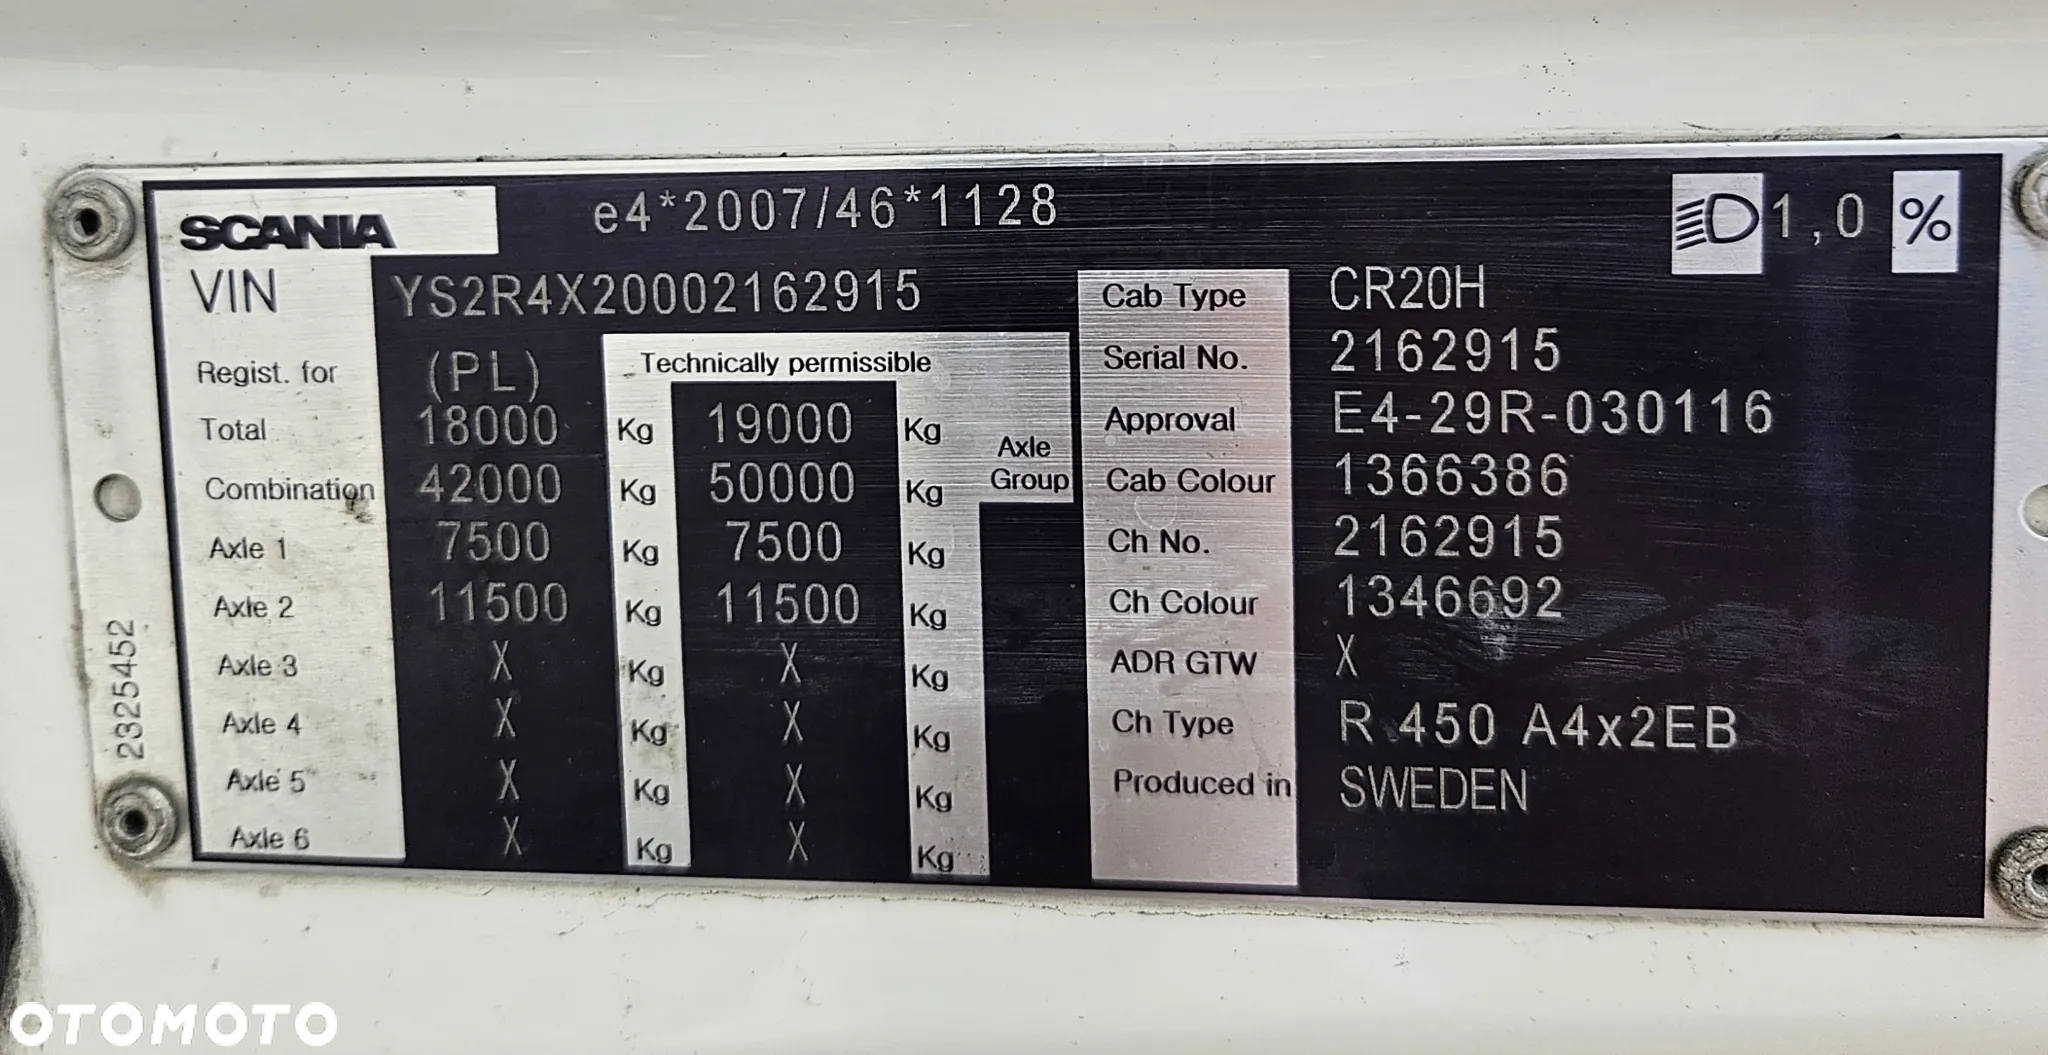 SCANIA e4*2007/46*1128 1,0 %
VIN YS2R4X20002162915
Regist. for (PL) Technically permissible
Total 18000 Kg 19000 Kg
Combination 42000 Kg 50000 Kg
Axle Group
Axle 1 7500 Kg 7500 Kg
Axle 2 11500 Kg 11500 Kg
Axle 3 X Kg X Kg
Axle 4 X Kg X Kg
Axle 5 X Kg X Kg
Axle 6 X Kg X Kg
Cab Type CR20H
Serial No. 2162915
Approval E4-29R-030116
Cab Colour 1366386
Ch No. 2162915
Ch Colour 1346692
ADR GTW X
Ch Type R 450 A4x2EB
Produced in SWEDEN
2325452
OTOMOTO